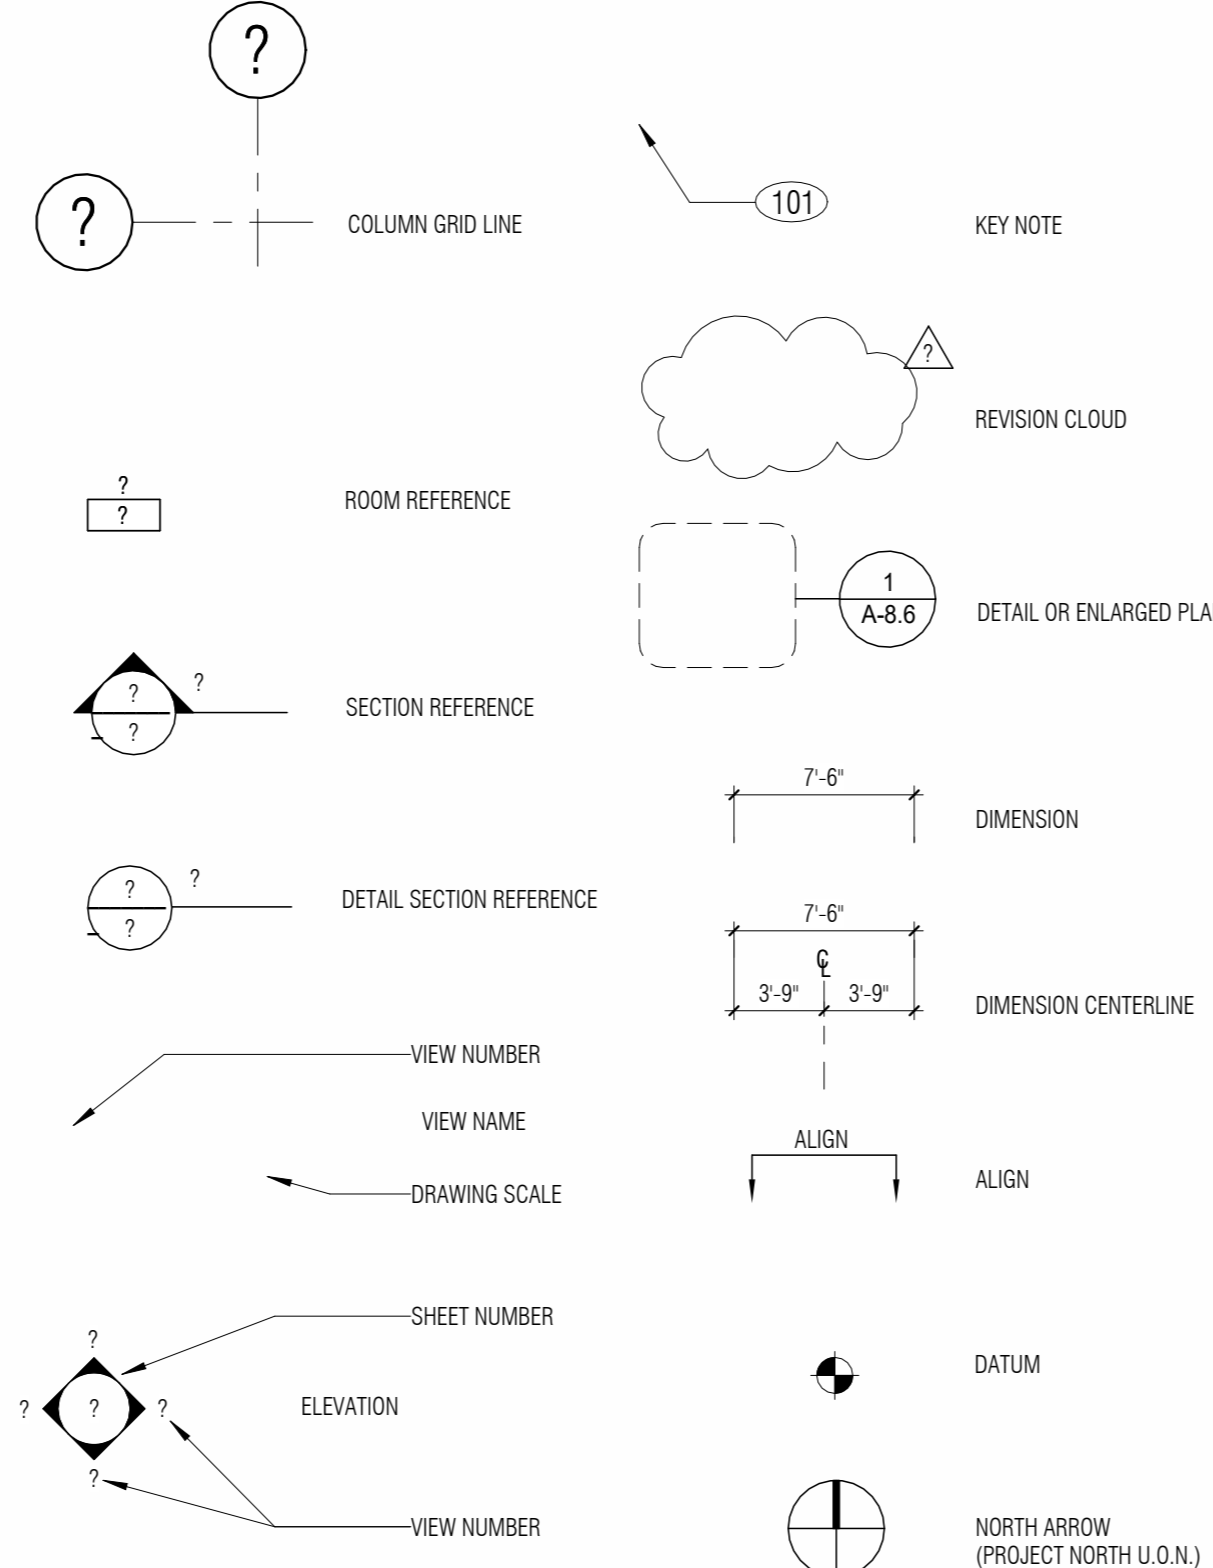 ?
?
COLUMN GRID LINE
?
?
ROOM REFERENCE
?
?
?
SECTION REFERENCE
?
?
?
DETAIL SECTION REFERENCE
VIEW NUMBER
VIEW NAME
DRAWING SCALE
SHEET NUMBER
?
?
?
?
ELEVATION
?
VIEW NUMBER
101
KEY NOTE
?
REVISION CLOUD
1
A-8.6
DETAIL OR ENLARGED PLA
7'-6"
DIMENSION
7'-6"
℄
3'-9" 3'-9"
DIMENSION CENTERLINE
ALIGN
ALIGN
DATUM
NORTH ARROW
(PROJECT NORTH U.O.N.)